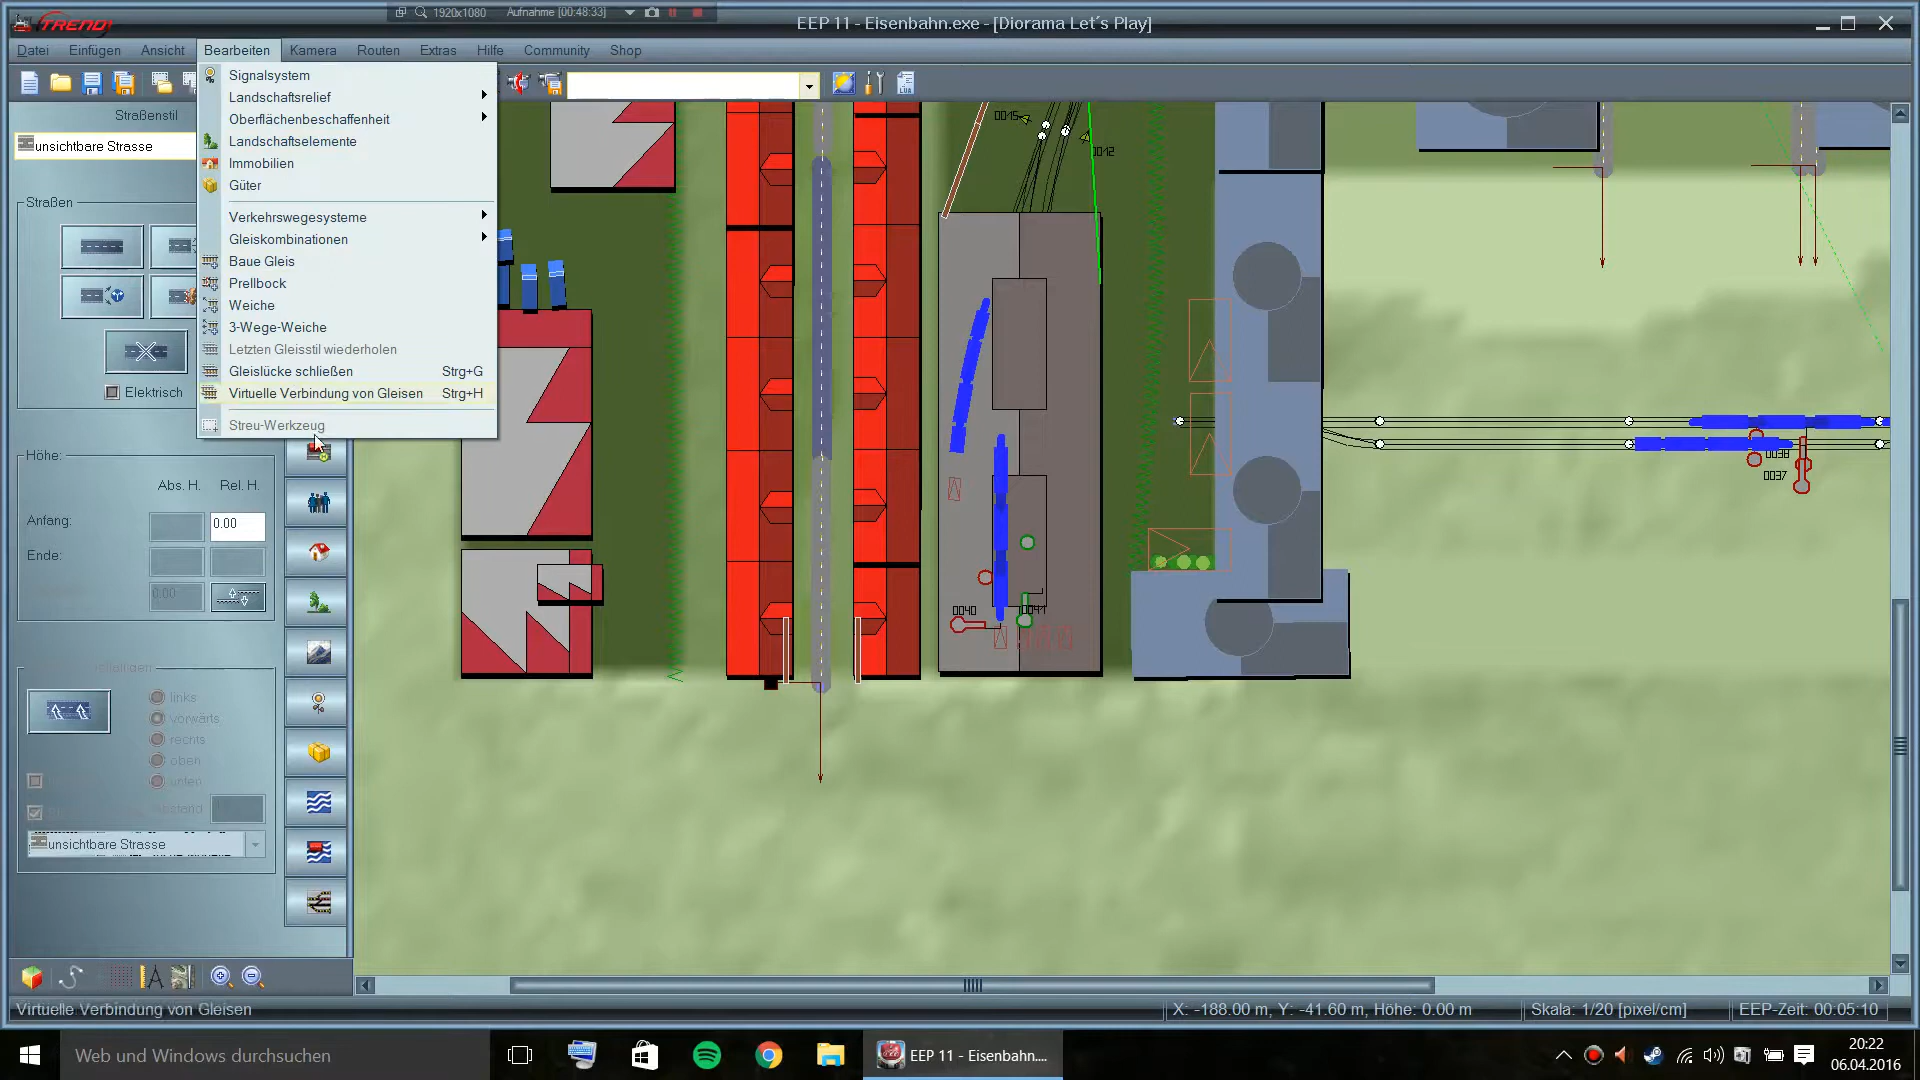 1920x1080 Aufnahme [00:48:33]
TREND
EEP 11 - Eisenbahn.exe - [Diorama Let´s Play]
Datei Einfügen Ansicht Bearbeiten Kamera Routen Extras Hilfe Community Shop
Straßenstil
unsichtbare Strasse
Straßen
Elektrisch
Signalsystem
Landschaftsrelief
Oberflächenbeschaffenheit
Landschaftselemente
Immobilien
Güter
Verkehrswegesysteme
Gleiskombinationen
Baue Gleis
Prellbock
Weiche
3-Wege-Weiche
Letzten Gleisstil wiederholen
Gleislücke schließen Strg+G
Virtuelle Verbindung von Gleisen Strg+H
Streu-Werkzeug
Höhe:
Abs. H. Rel. H.
Anfang: 0.00
Ende:
0.00
links
vorwärts
rechts
oben
unten
unsichtbare Strasse
0015
0012
0038
0037
0040
0041
LUA
Virtuelle Verbindung von Gleisen
X: -188.00 m, Y: -41.60 m, Höhe: 0.00 m
Skala: 1/20 [pixel/cm]
EEP-Zeit: 00:05:10
Web und Windows durchsuchen
EEP 11 - Eisenbahn....
20:22
06.04.2016